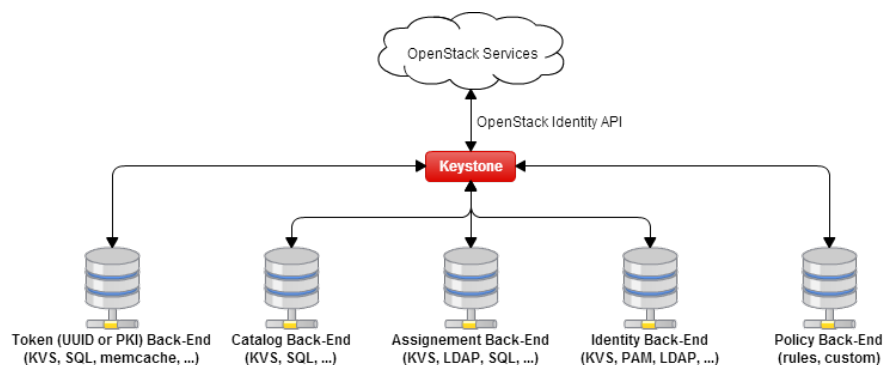 OpenStack Services
OpenStack Identity API
Keystone
Token (UUID or PKI) Back-End
(KVS, SQL, memcache, ...)
Catalog Back-End
(KVS, SQL, ...)
Assignement Back-End
(KVS, LDAP, SQL, ...)
Identity Back-End
(KVS, PAM, LDAP, ...)
Policy Back-End
(rules, custom)